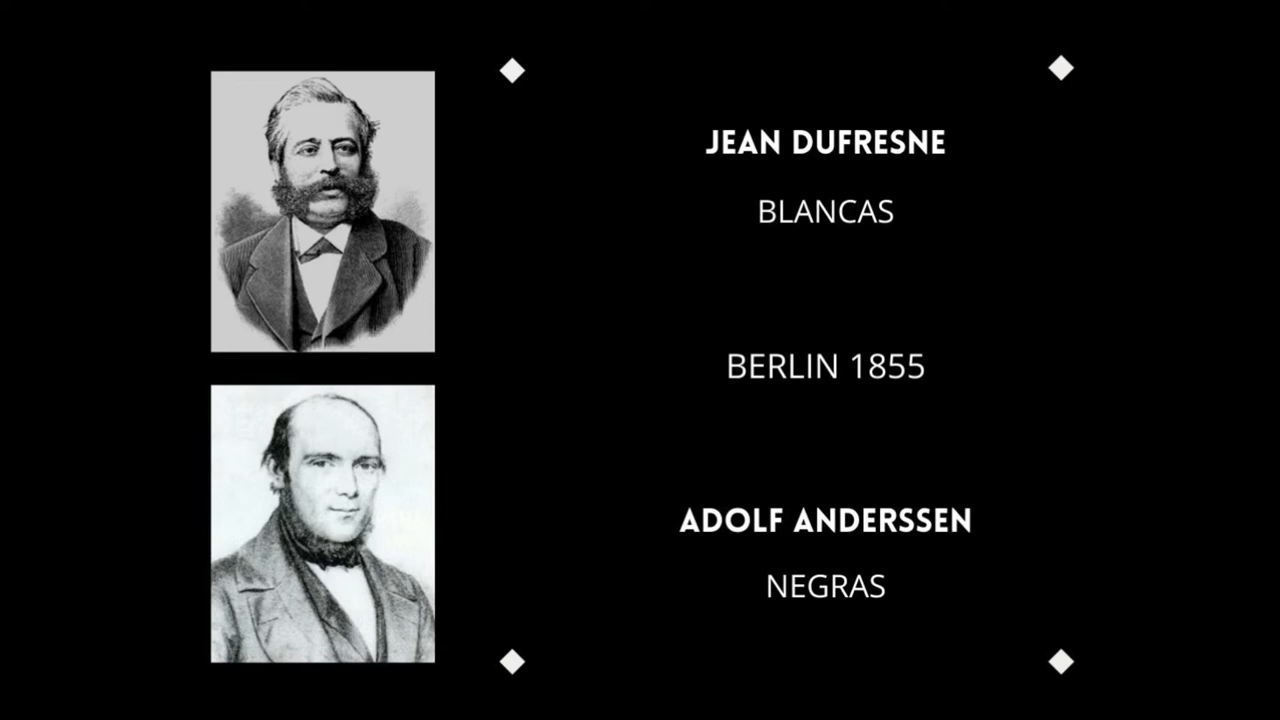 JEAN DUFRESNE
BLANCAS
BERLIN 1855
ADOLF ANDERSSEN
NEGRAS